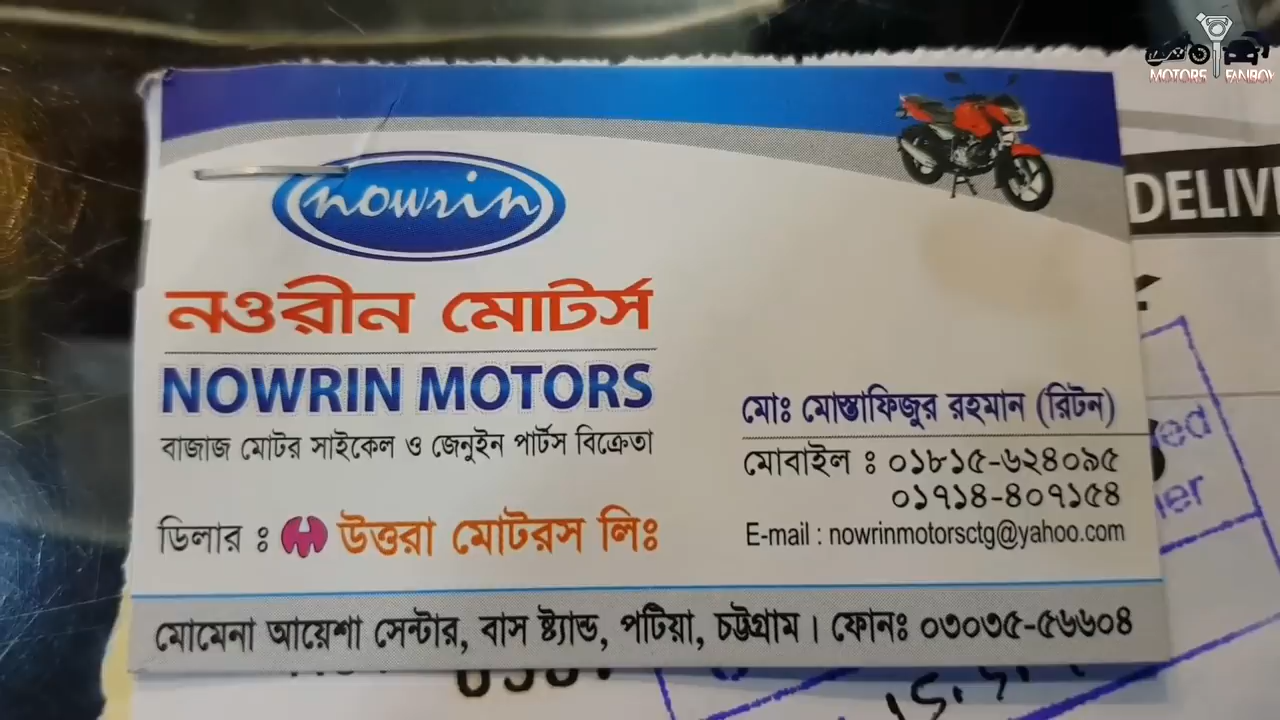 MOTORS FANBOY
nowrin
নওরীন মোটর্স
NOWRIN MOTORS
বাজাজ মোটর সাইকেল ও জেনুইন পার্টস বিক্রেতা
ডিলার ঃ উত্তরা মোটরস লিঃ
মোঃ মোস্তাফিজুর রহমান (রিটন)
মোবাইল ঃ ০১৮১৫-৬২৪০৯৫
০১৭১৪-৪০৭১৫৪
E-mail : nowrinmotorsctg@yahoo.com
মোমেনা আয়েশা সেন্টার, বাস ষ্ট্যান্ড, পটিয়া, চট্টগ্রাম। ফোনঃ ০৩০৩৫-৫৬৬০৪
DELIV